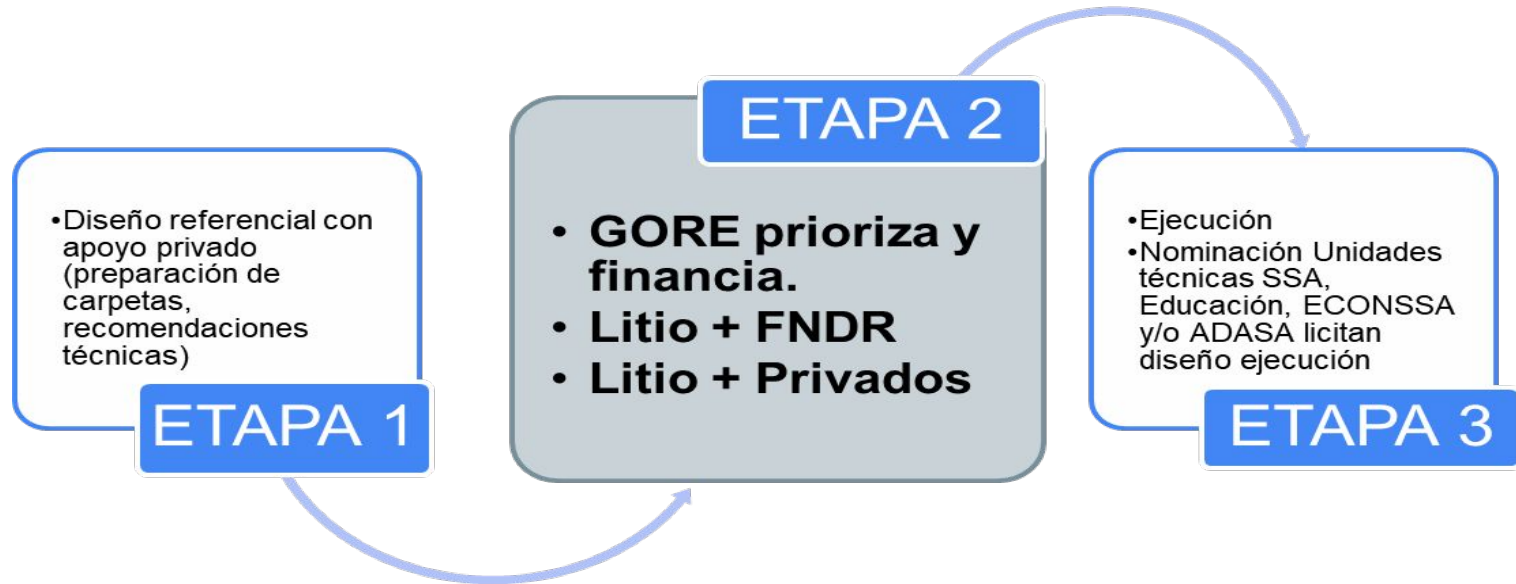 •Diseño referencial con
apoyo privado
(preparación de
carpetas,
recomendaciones
técnicas)
ETAPA 1
ETAPA 2
• GORE prioriza y
financia.
• Litio + FNDR
• Litio + Privados
•Ejecución
•Nominación Unidades
técnicas SSA,
Educación, ECONSSA
y/o ADASA licitan
diseño ejecución
ETAPA 3